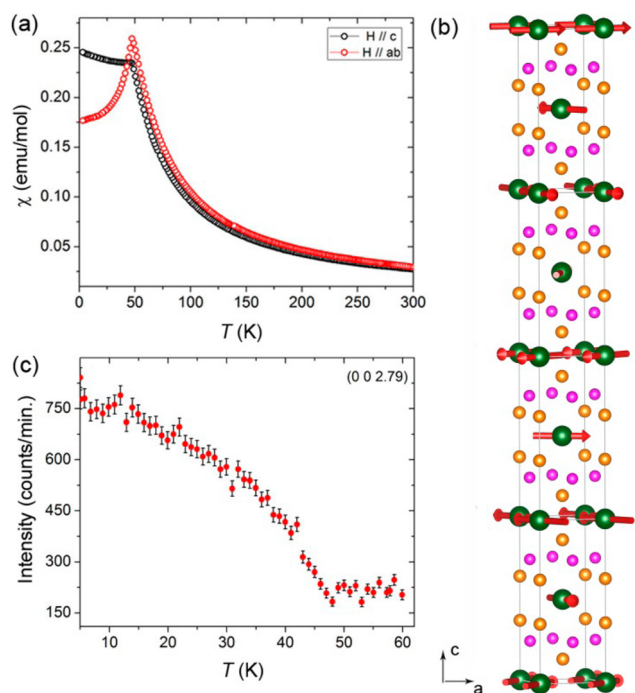 (a)
H // c
H // ab
0.25
0.20
0.15
0.10
0.05
χ (emu/mol)
0 50 100 150 200 250 300
T (K)
(b)
(c)
(0 0 2.79)
750
600
450
300
150
Intensity (counts/min.)
10 20 30 40 50 60
T (K)
c
a